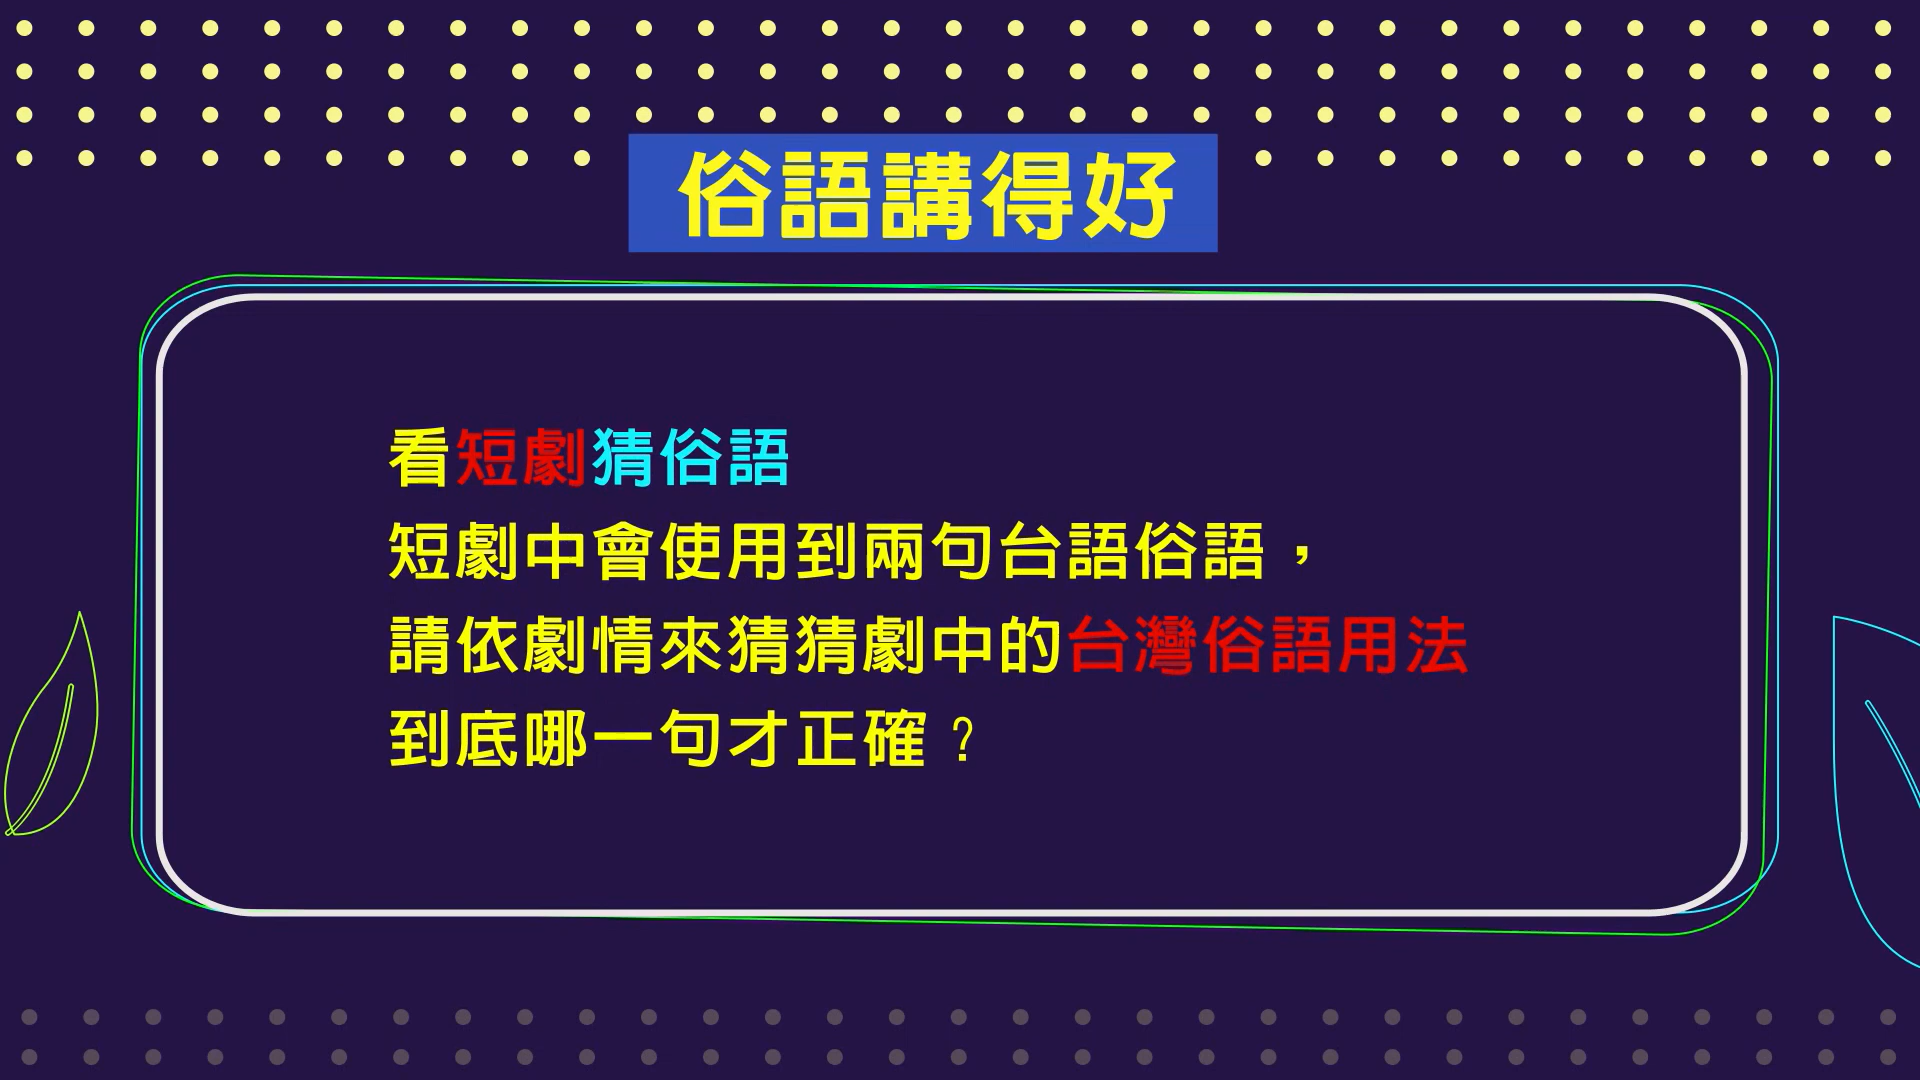 俗語講得好
看短劇猜俗語
短劇中會使用到兩句台語俗語，
請依劇情來猜猜劇中的台灣俗語用法
到底哪一句才正確？